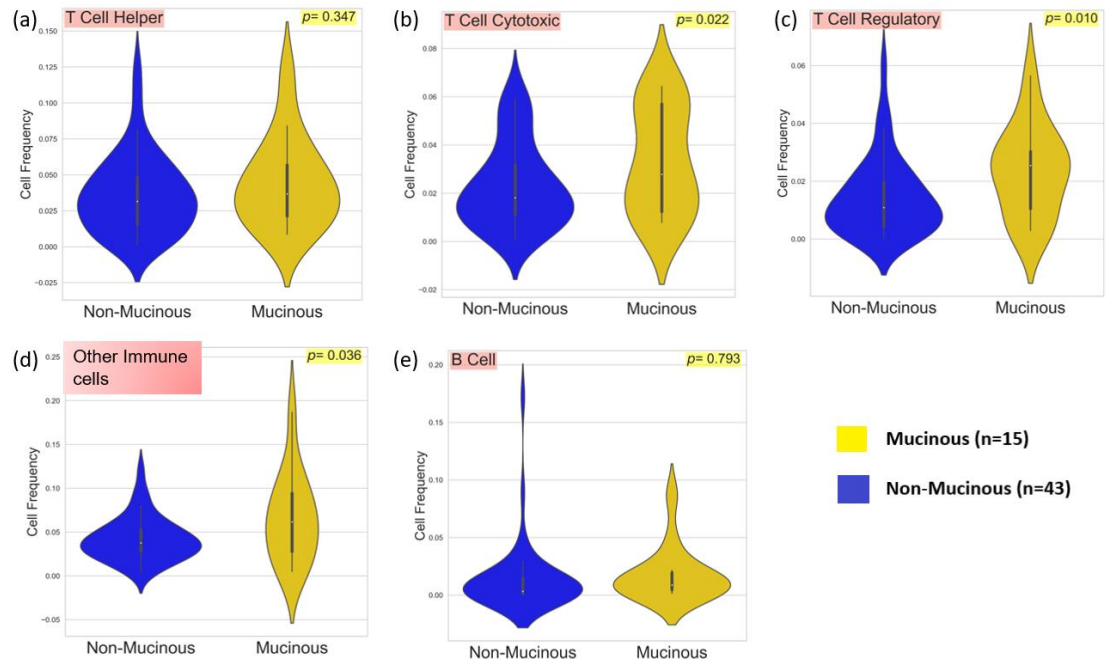 (a)
T Cell Helper
p= 0.347
0.150
0.125
0.100
0.075
0.050
0.025
0.000
−0.025
Cell Frequency
Non-Mucinous Mucinous
(b)
T Cell Cytotoxic
p= 0.022
0.08
0.06
0.04
0.02
0.00
−0.02
Cell Frequency
Non-Mucinous Mucinous
(c)
T Cell Regulatory
p= 0.010
0.06
0.04
0.02
0.00
Cell Frequency
Non-Mucinous Mucinous
(d)
Other Immune
cells
p= 0.036
0.25
0.20
0.15
0.10
0.05
0.00
−0.05
Cell Frequency
Non-Mucinous Mucinous
(e)
B Cell
p= 0.793
0.20
0.15
0.10
0.05
0.00
Cell Frequency
Non-Mucinous Mucinous
Mucinous (n=15)
Non-Mucinous (n=43)